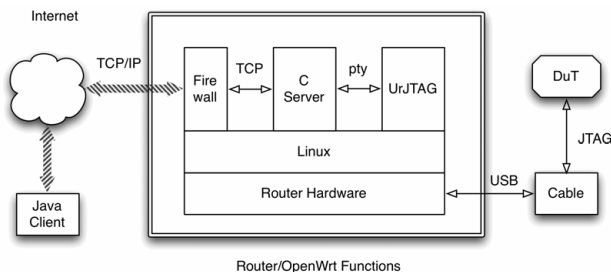 Internet
TCP/IP
Fire
wall
TCP
C
Server
pty
UrJTAG
DuT
JTAG
Linux
USB
Router Hardware
Cable
Java
Client
Router/OpenWrt Functions